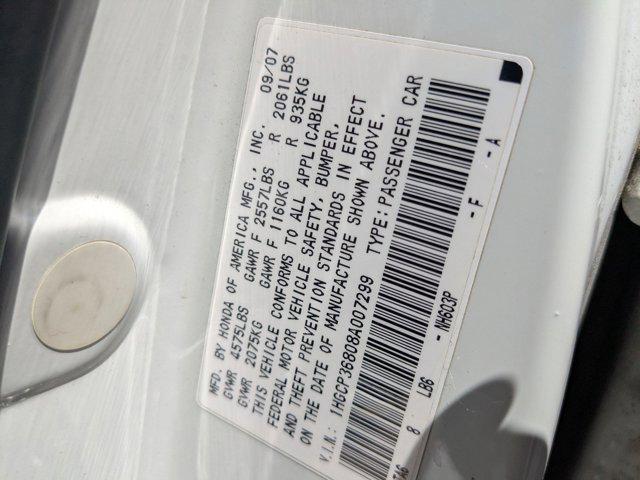 MFD. BY HONDA OF AMERICA MFG., INC. 09/07
GVWR 4575LBS GAWR F 2557LBS R 2061LBS
GVWR 2075KG GAWR F 1160KG R 935KG
THIS VEHICLE CONFORMS TO ALL APPLICABLE
FEDERAL MOTOR VEHICLE SAFETY, BUMPER,
AND THEFT PREVENTION STANDARDS IN EFFECT
ON THE DATE OF MANUFACTURE SHOWN ABOVE.
V.I.N.: 1HGCP36808A007299 TYPE: PASSENGER CAR
8 LBG -NH603P -F -A